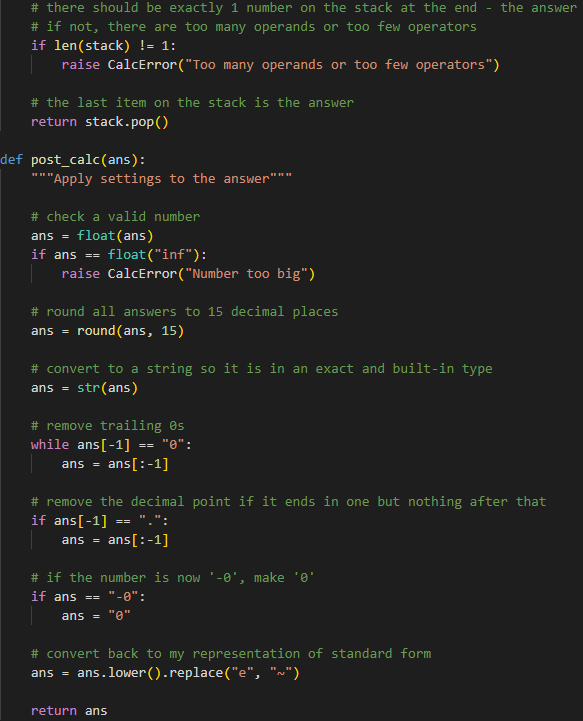 # there should be exactly 1 number on the stack at the end - the answer
# if not, there are too many operands or too few operators
if len(stack) != 1:
    raise CalcError("Too many operands or too few operators")

# the last item on the stack is the answer
return stack.pop()

def post_calc(ans):
    """Apply settings to the answer"""

    # check a valid number
    ans = float(ans)
    if ans == float("inf"):
        raise CalcError("Number too big")

    # round all answers to 15 decimal places
    ans = round(ans, 15)

    # convert to a string so it is in an exact and built-in type
    ans = str(ans)

    # remove trailing 0s
    while ans[-1] == "0":
        ans = ans[:-1]

    # remove the decimal point if it ends in one but nothing after that
    if ans[-1] == ".":
        ans = ans[:-1]

    # if the number is now '-0', make '0'
    if ans == "-0":
        ans = "0"

    # convert back to my representation of standard form
    ans = ans.lower().replace("e", "~")

    return ans